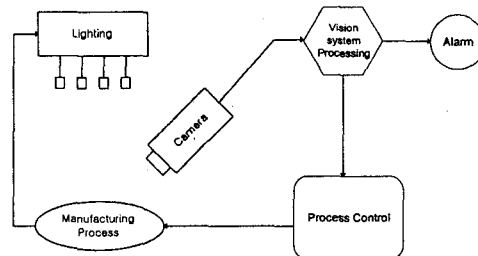 Lighting
Vision
system
Processing
Alarm
Camera
Manufacturing
Process
Process Control